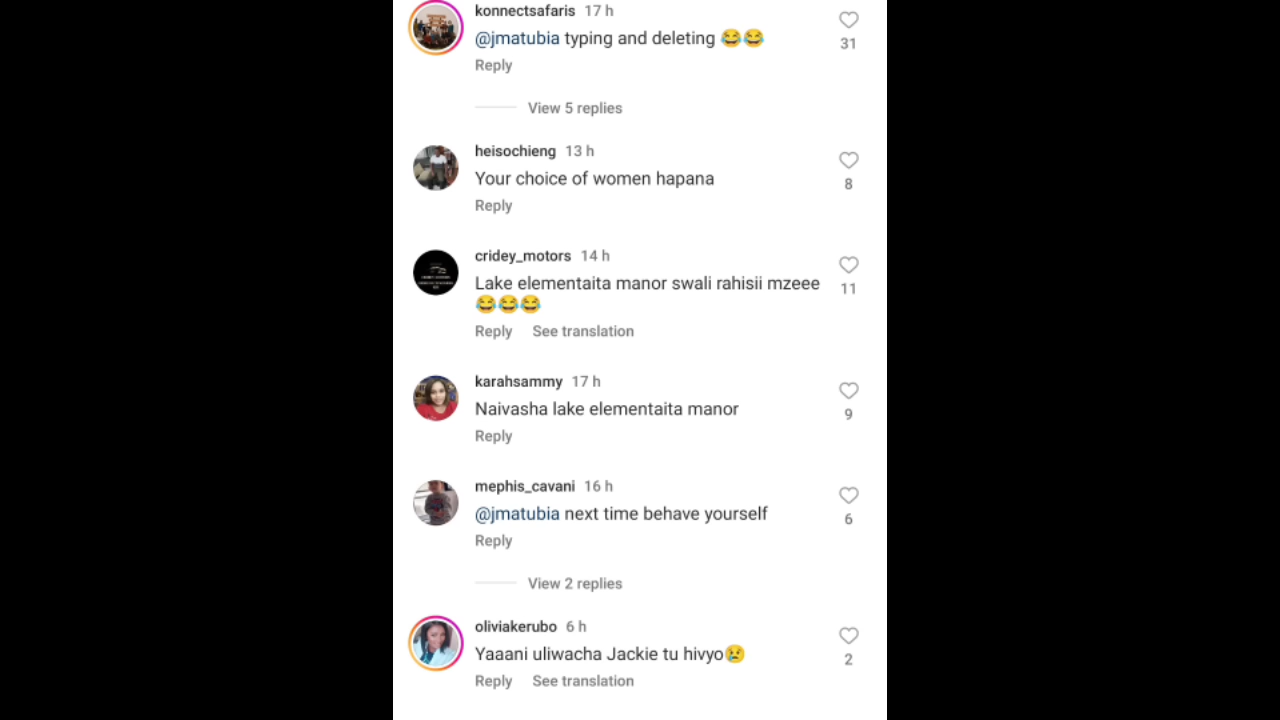 konnectsafaris 17 h
@jmatubia typing and deleting 😂😂
31
Reply
View 5 replies
heisochieng 13 h
Your choice of women hapana
8
Reply
cridey_motors 14 h
Lake elementaita manor swali rahisii mzeee
😂😂😂
11
Reply See translation
karahsammy 17 h
Naivasha lake elementaita manor
9
Reply
mephis_cavani 16 h
@jmatubia next time behave yourself
6
Reply
View 2 replies
oliviakerubo 6 h
Yaaani uliwacha Jackie tu hivyo😢
2
Reply See translation